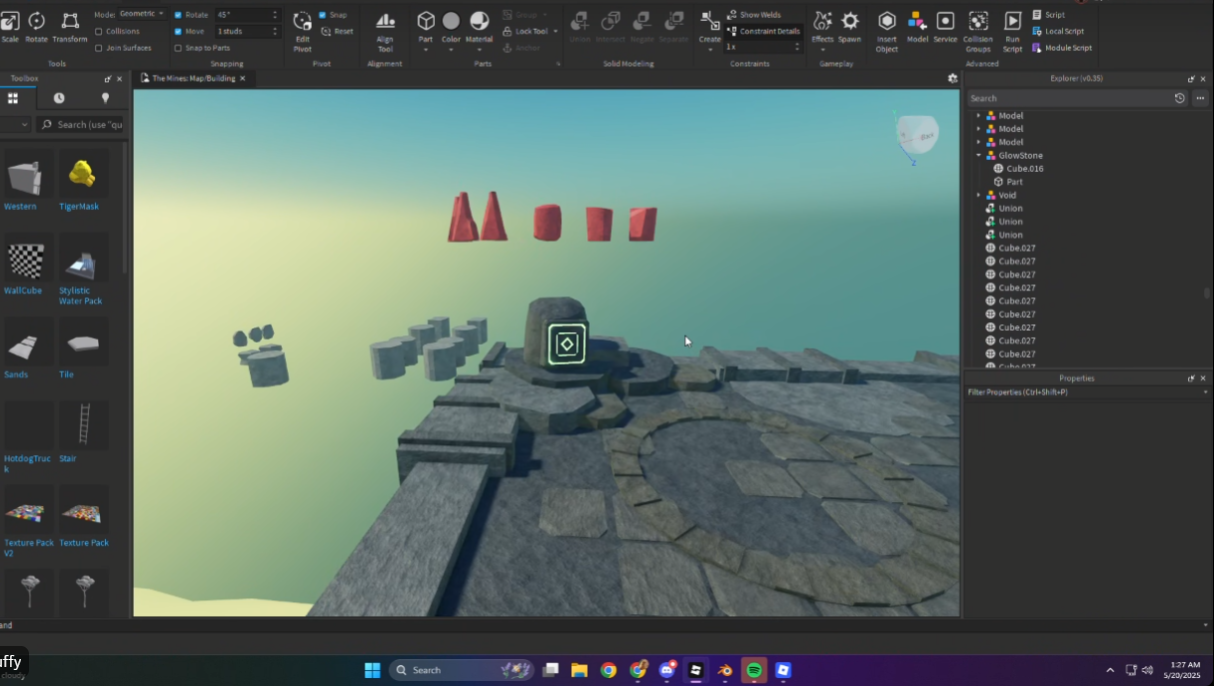 Mode: Geometric
Collisions
Join Surfaces
Scale Rotate Transform
Tools
Rotate 45°
Move 1 studs
Snap to Parts
Snapping
Edit Pivot
Snap
Reset
Pivot
Align Tool
Alignment
Part Color Material
Group
Lock Tool
Anchor
Parts
Union Intersect Negate Separate
Solid Modeling
Create
Show Welds
Constraint Details
1x
Constraints
Effects Spawn
Gameplay
Insert Object
Model
Service
Collision Groups
Run Script
Script
Local Script
Module Script
Advanced
Toolbox
The Mines: Map/Building
Explorer (v0.35)
Search (use "qu
Search
Western
TigerMask
WallCube
Stylistic Water Pack
Sands
Tile
HotdogTruc
k
Stair
Texture Pack V2
Texture Pack
Model
Model
Model
GlowStone
Cube.016
Part
Void
Union
Union
Union
Cube.027
Cube.027
Cube.027
Cube.027
Cube.027
Cube.027
Cube.027
Cube.027
Cube.027
Cube.027
Properties
Filter Properties (Ctrl+Shift+P)
and
uffy
cloudy
Search
1:27 AM
5/20/2025